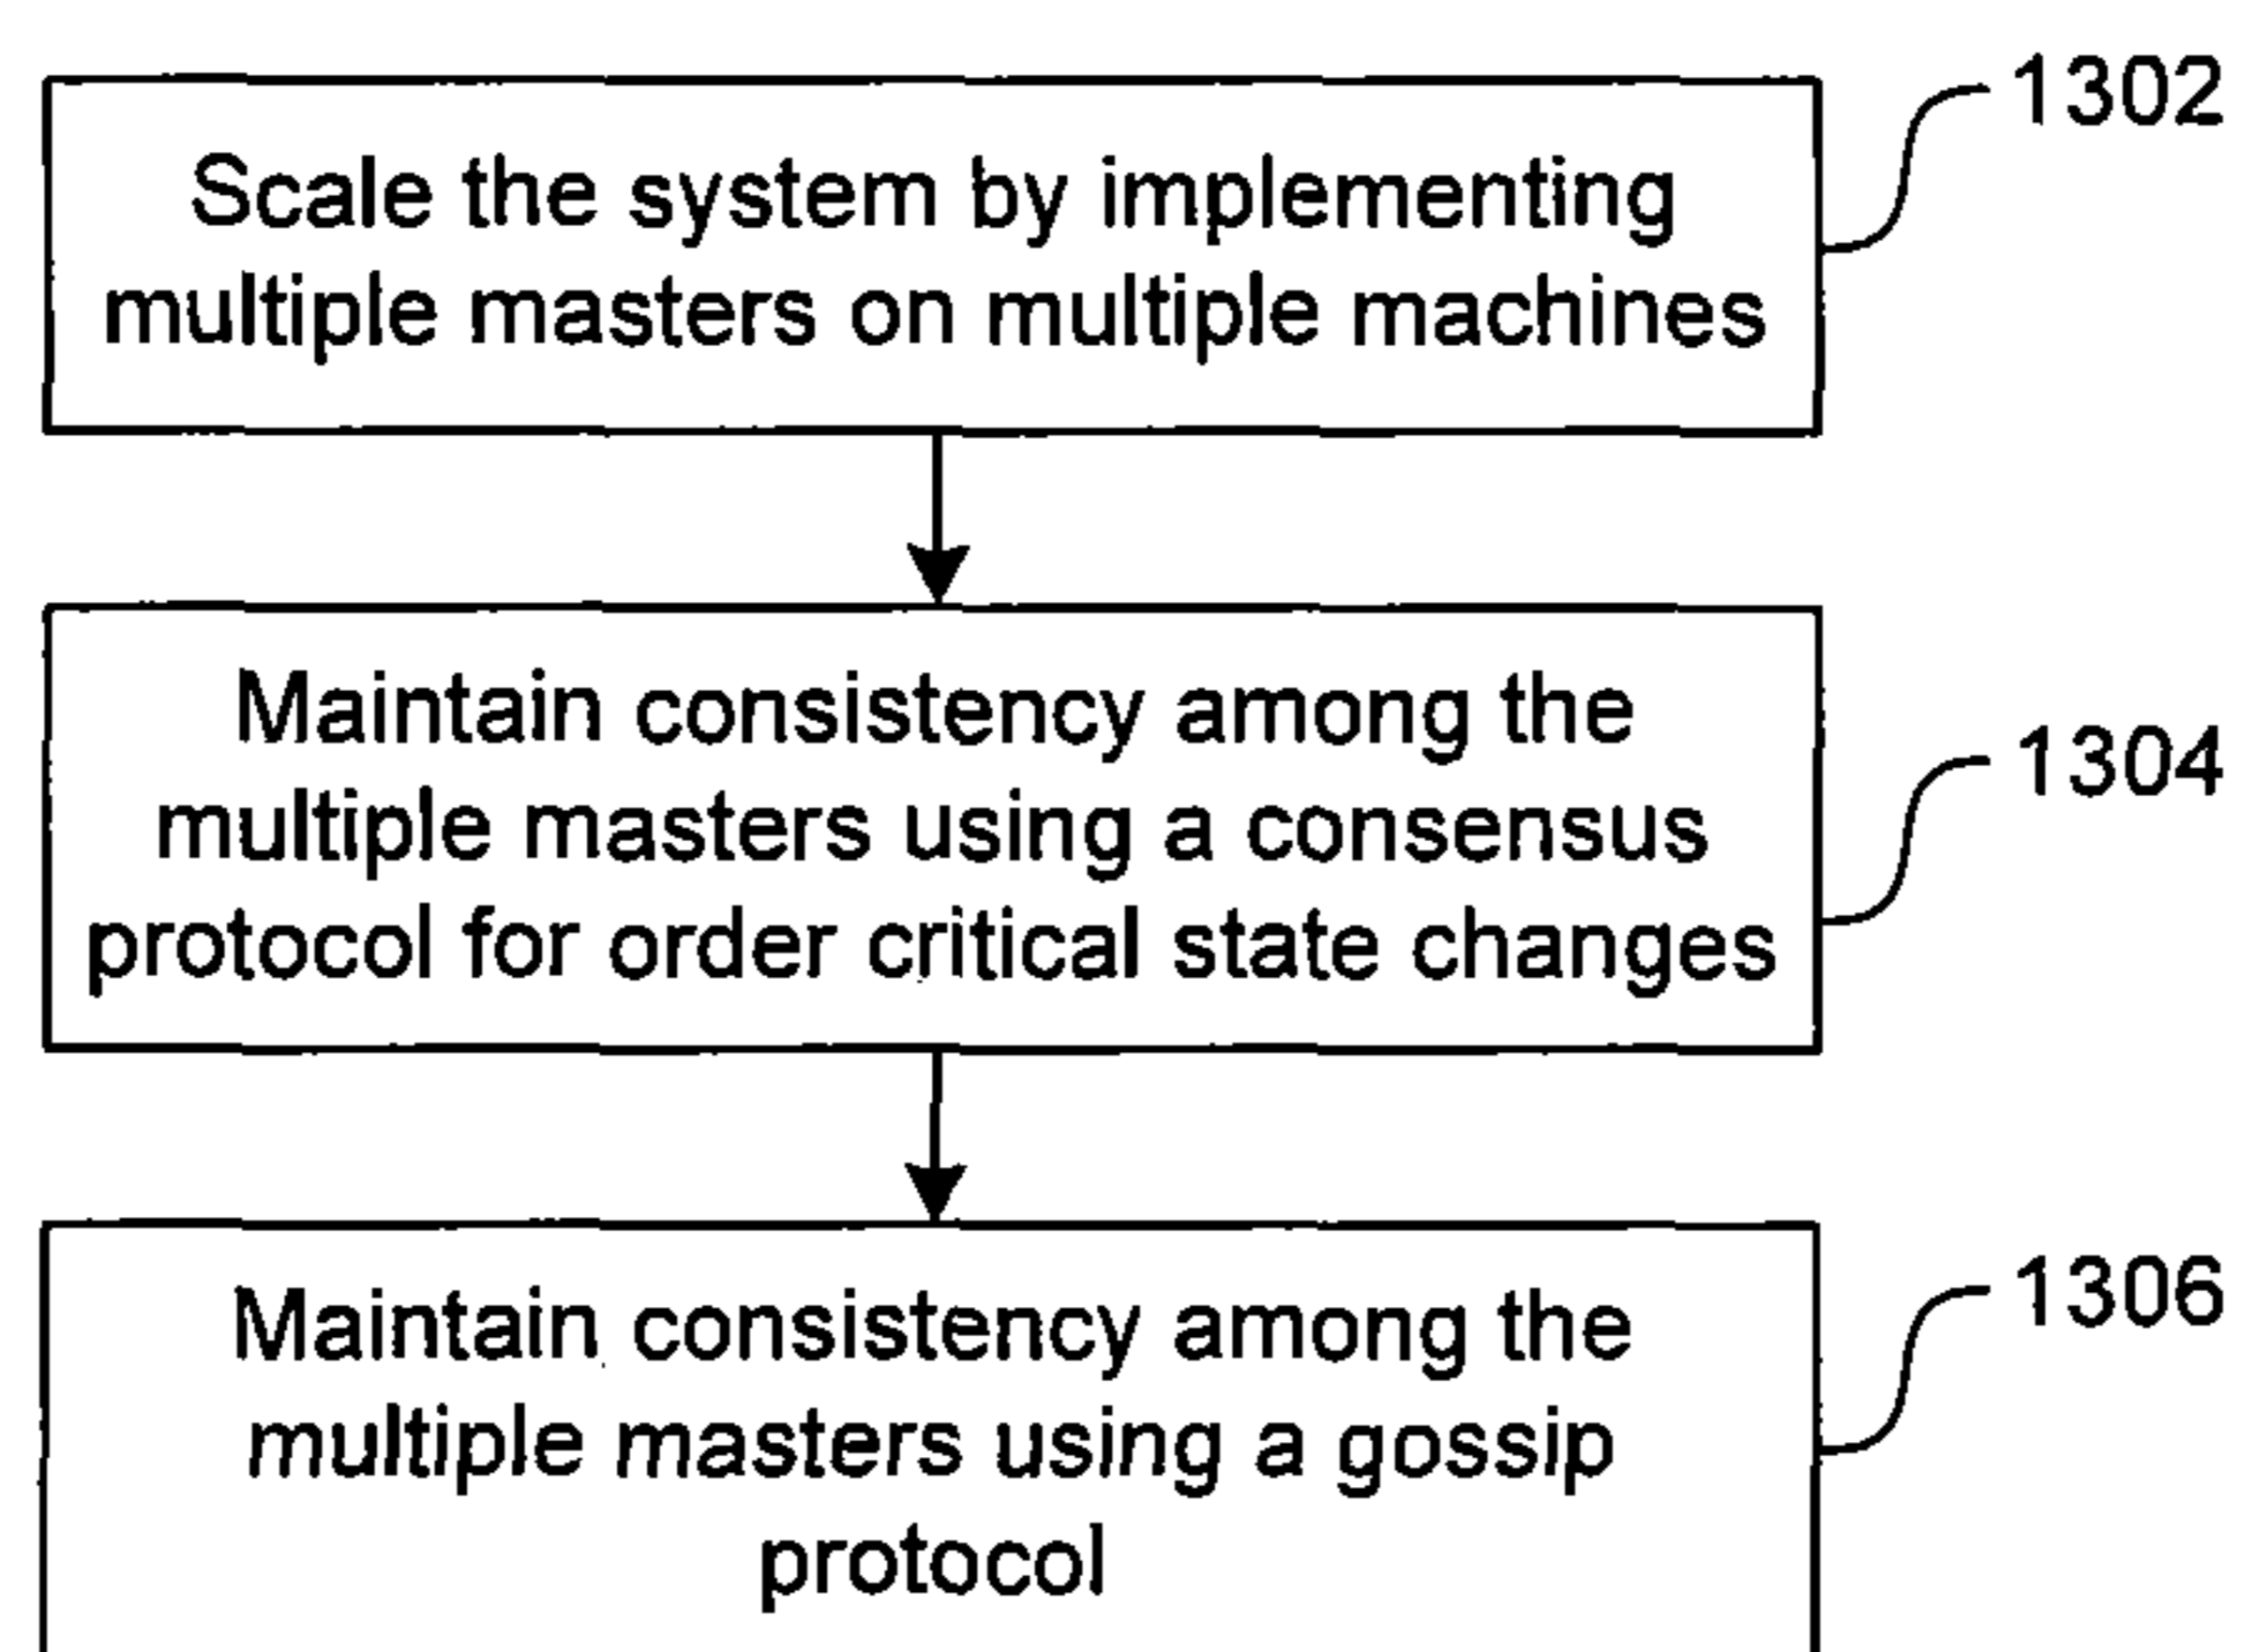 1302
Scale the system by implementing
multiple masters on multiple machines
Maintain consistency among the
1304
multiple masters using a consensus
protocol for order critical state changes
1306
Maintain consistency among the
multiple masters using a gossip
protocol